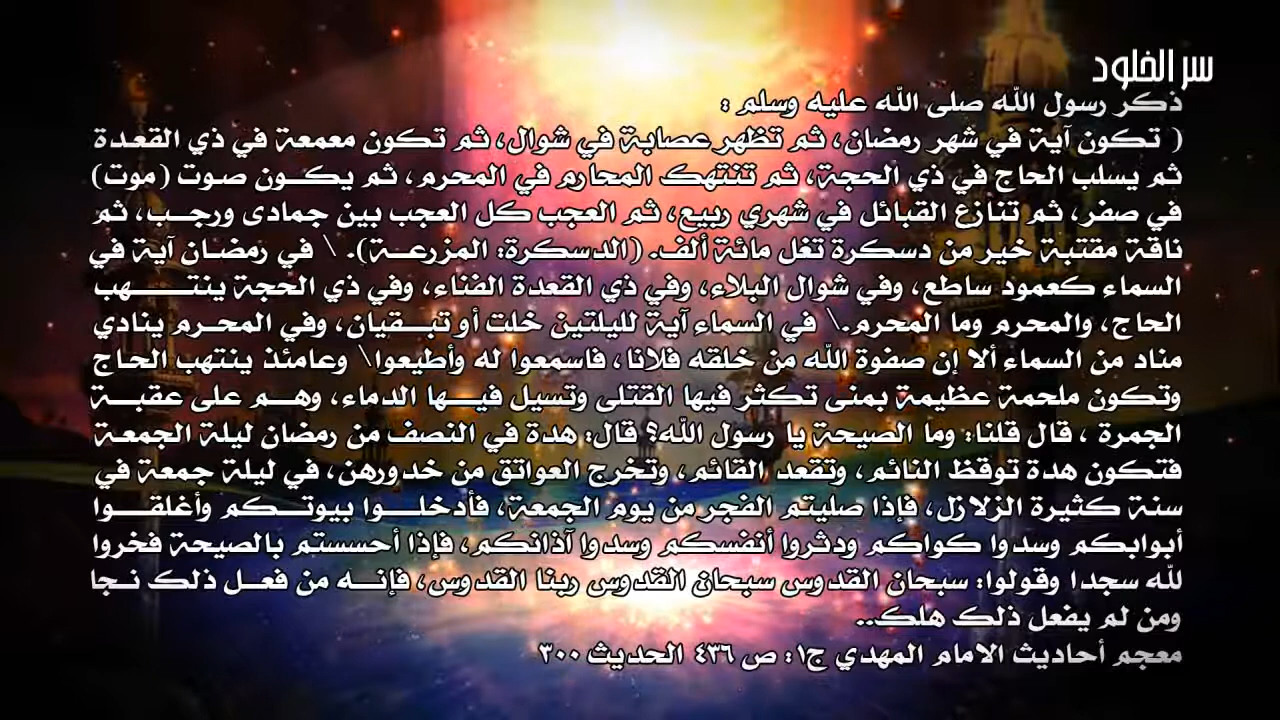 سر الخلود
ذكر رسول الله صلى الله عليه وسلم :
( تكون آية في شهر رمضان، ثم تظهر عصابة في شوال، ثم تكون معمعة في ذي القعدة
ثم يسلب الحاج في ذي الحجة، ثم تنتهك المحارم في المحرم، ثم يكون صوت (موت)
في صفر، ثم تنازع القبائل في شهري ربيع، ثم العجب كل العجب بين جمادى ورجب، ثم
ناقة مقتبة خير من دسكرة تغل مائة ألف. (الدسكرة: المزرعة). \ في رمضان آية في
السماء كعمود ساطع، وفي شوال البلاء، وفي ذي القعدة الفناء، وفي ذي الحجة ينتهب
الحاج، والمحرم وما المحرم.\ في السماء آية لليلتين خلت أو تبقيان، وفي المحرم ينادي
مناد من السماء ألا إن صفوة الله من خلقه فلانا، فاسمعوا له وأطيعوا\ وعامئذ ينتهب الحاج
وتكون ملحمة عظيمة بمنى تكثر فيها القتلى وتسيل فيها الدماء، وهم على عقبة
الجمرة ، قال قلنا: وما الصيحة يا رسول الله؟ قال: هدة في النصف من رمضان ليلة الجمعة
فتكون هدة توقظ النائم، وتقعد القائم، وتخرج العواتق من خدورهن، في ليلة جمعة في
سنة كثيرة الزلازل، فإذا صليتم الفجر من يوم الجمعة، فأدخلوا بيوتكم وأغلقوا
أبوابكم وسدوا كواكم ودثروا أنفسكم وسدوا آذانكم، فإذا أحسستم بالصيحة فخروا
لله سجدا وقولوا: سبحان القدوس سبحان القدوس ربنا القدوس، فإنه من فعل ذلك نجا
ومن لم يفعل ذلك هلك..
معجم أحاديث الامام المهدي ج١: ص ٤٣٦ الحديث ٣٠٠